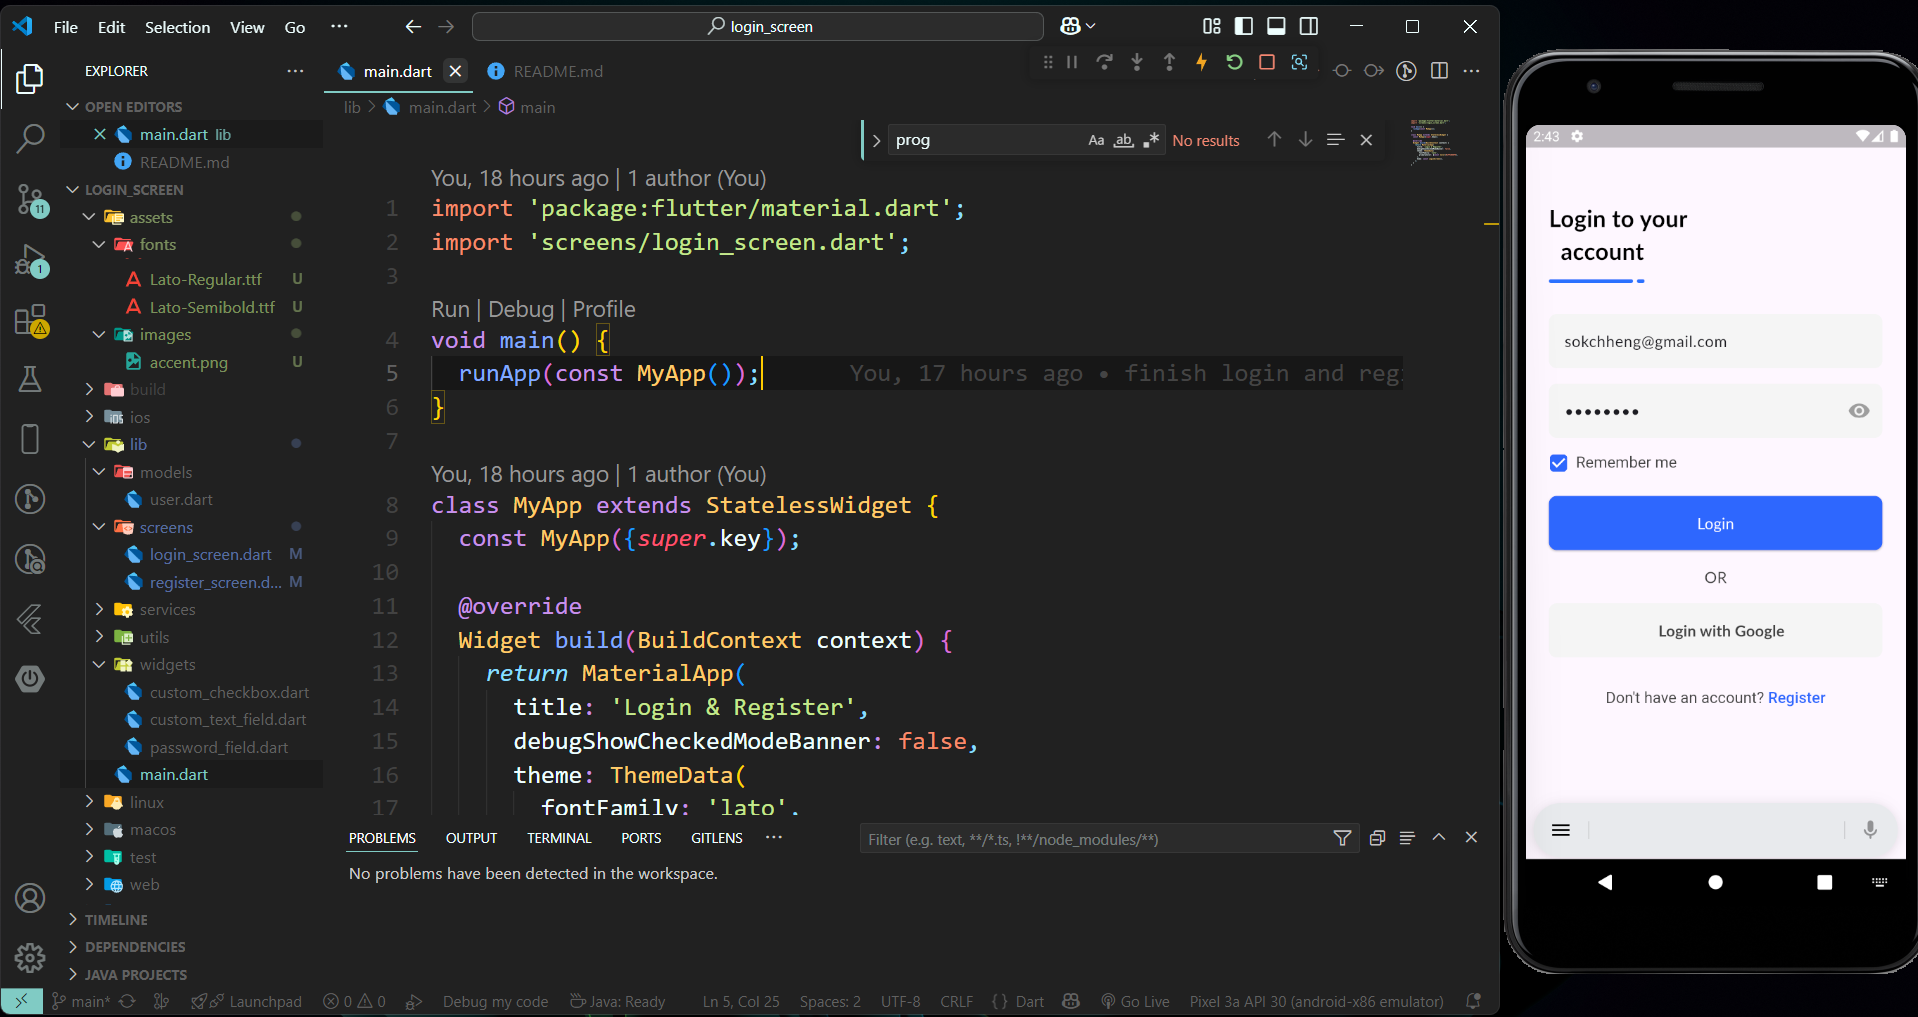 File Edit Selection View Go ···
login_screen
EXPLORER ···
OPEN EDITORS
main.dart lib
README.md
LOGIN_SCREEN
assets
fonts
Lato-Regular.ttf U
Lato-Semibold.ttf U
images
accent.png U
build
ios
lib
models
user.dart
screens
login_screen.dart M
register_screen.d... M
services
utils
widgets
custom_checkbox.dart
custom_text_field.dart
password_field.dart
main.dart
linux
macos
test
web
TIMELINE
DEPENDENCIES
JAVA PROJECTS
11
1
main.dart
README.md
lib > main.dart > main
prog Aa ab .* No results
You, 18 hours ago | 1 author (You)
1 import 'package:flutter/material.dart';
2 import 'screens/login_screen.dart';
3
Run | Debug | Profile
4 void main() {
5 runApp(const MyApp()); You, 17 hours ago • finish login and reg
6 }
7
You, 18 hours ago | 1 author (You)
8 class MyApp extends StatelessWidget {
9 const MyApp({super.key});
10
11 @override
12 Widget build(BuildContext context) {
13 return MaterialApp(
14 title: 'Login & Register',
15 debugShowCheckedModeBanner: false,
16 theme: ThemeData(
17 fontFamily: 'lato',
PROBLEMS OUTPUT TERMINAL PORTS GITLENS ···
Filter (e.g. text, **/*.ts, !**/node_modules/**)
No problems have been detected in the workspace.
main* Launchpad 0 0 Debug my code Java: Ready Ln 5, Col 25 Spaces: 2 UTF-8 CRLF {} Dart Go Live Pixel 3a API 30 (android-x86 emulator)
2:43
Login to your
account
sokchheng@gmail.com
••••••••
Remember me
Login
OR
Login with Google
Don't have an account? Register